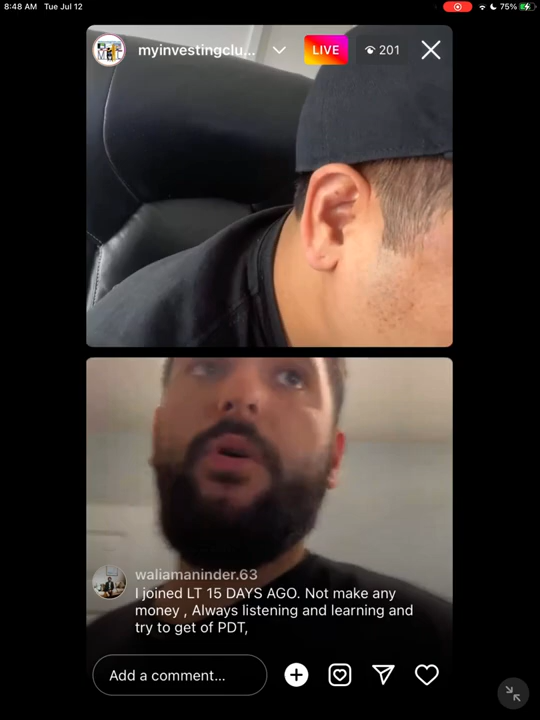 8:48 AM Tue Jul 12
75%
myinvestingclu...
LIVE
201
waliamaninder.63
I joined LT 15 DAYS AGO. Not make any
money , Always listening and learning and
try to get of PDT,
Add a comment...